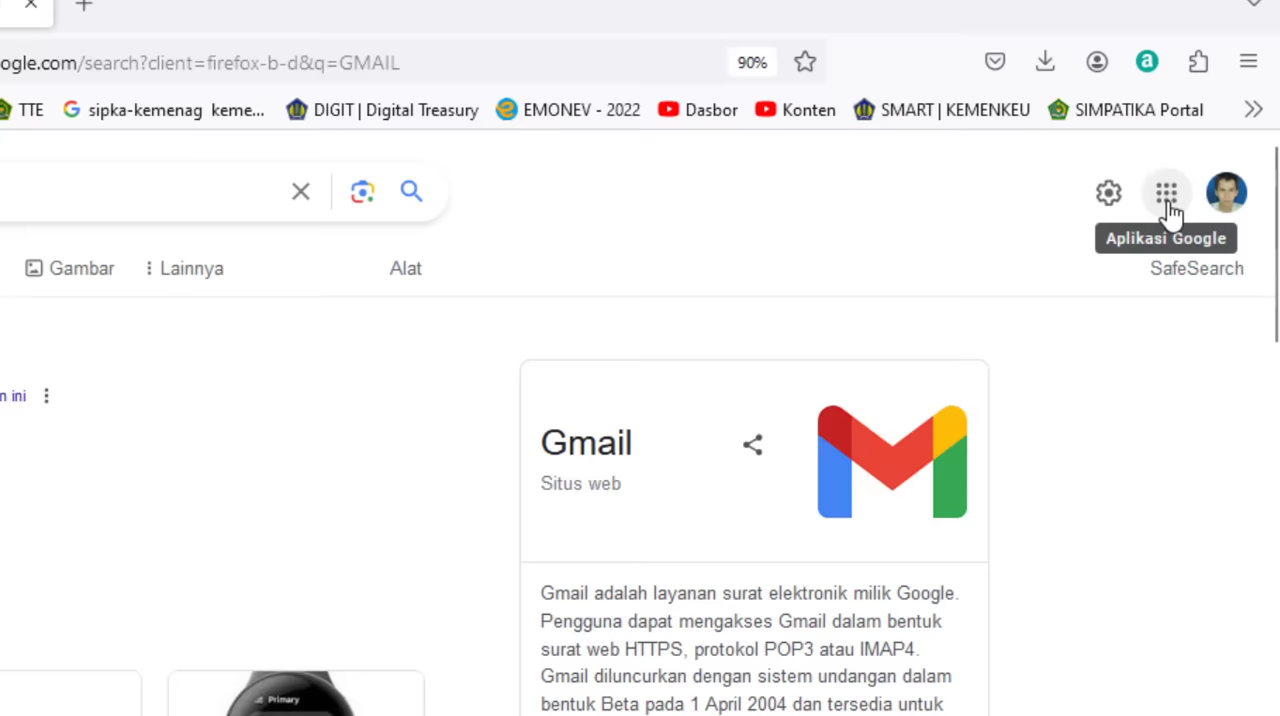 ogle.com/search?client=firefox-b-d&q=GMAIL
90%
a
TTE
sipka-kemenag keme...
DIGIT | Digital Treasury
EMONEV - 2022
Dasbor
Konten
SMART | KEMENKEU
SIMPATIKA Portal
Aplikasi Google
Gambar
Lainnya
Alat
SafeSearch
n ini
Gmail
Situs web
Gmail adalah layanan surat elektronik milik Google.
Pengguna dapat mengakses Gmail dalam bentuk
surat web HTTPS, protokol POP3 atau IMAP4.
Gmail diluncurkan dengan sistem undangan dalam
bentuk Beta pada 1 April 2004 dan tersedia untuk
Primary